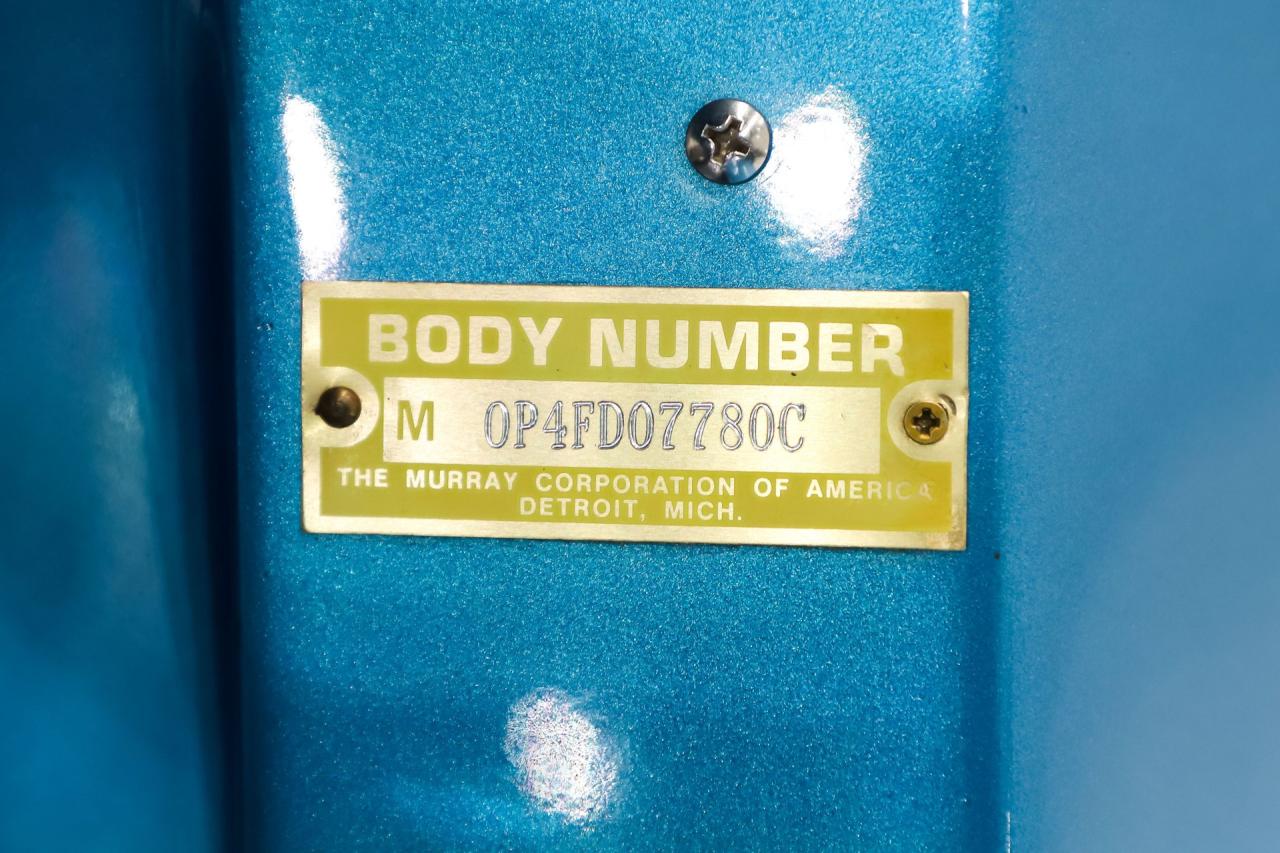 BODY NUMBER
M 0P4FD07780C
THE MURRAY CORPORATION OF AMERICA
DETROIT, MICH.